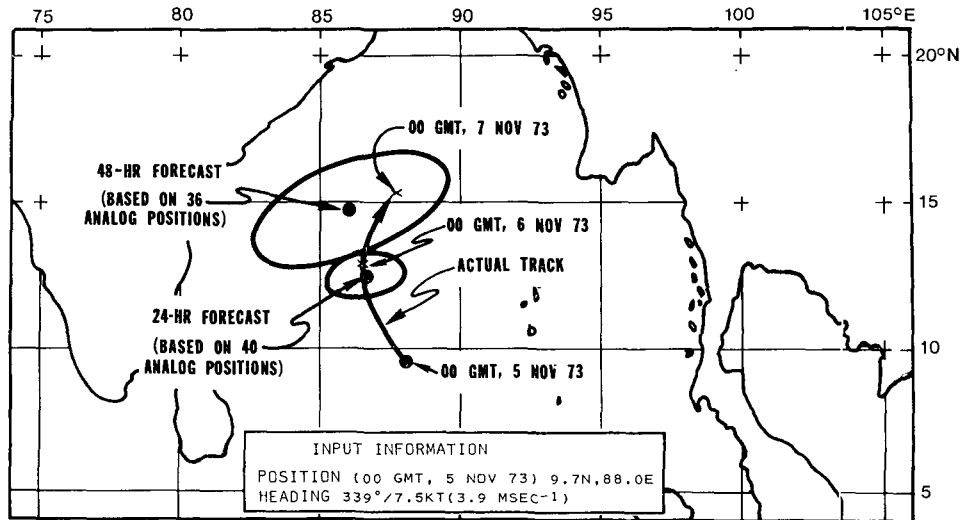 75 80 85 90 95 100 105°E
20°N
00 GMT, 7 NOV 73
48-HR FORECAST
(BASED ON 36
ANALOG POSITIONS)
15
00 GMT, 6 NOV 73
ACTUAL TRACK
24-HR FORECAST
(BASED ON 40
ANALOG POSITIONS)
10
00 GMT, 5 NOV 73
INPUT INFORMATION
POSITION (00 GMT, 5 NOV 73) 9.7N,88.0E
HEADING 339°/7.5KT(3.9 MSEC-1)
5